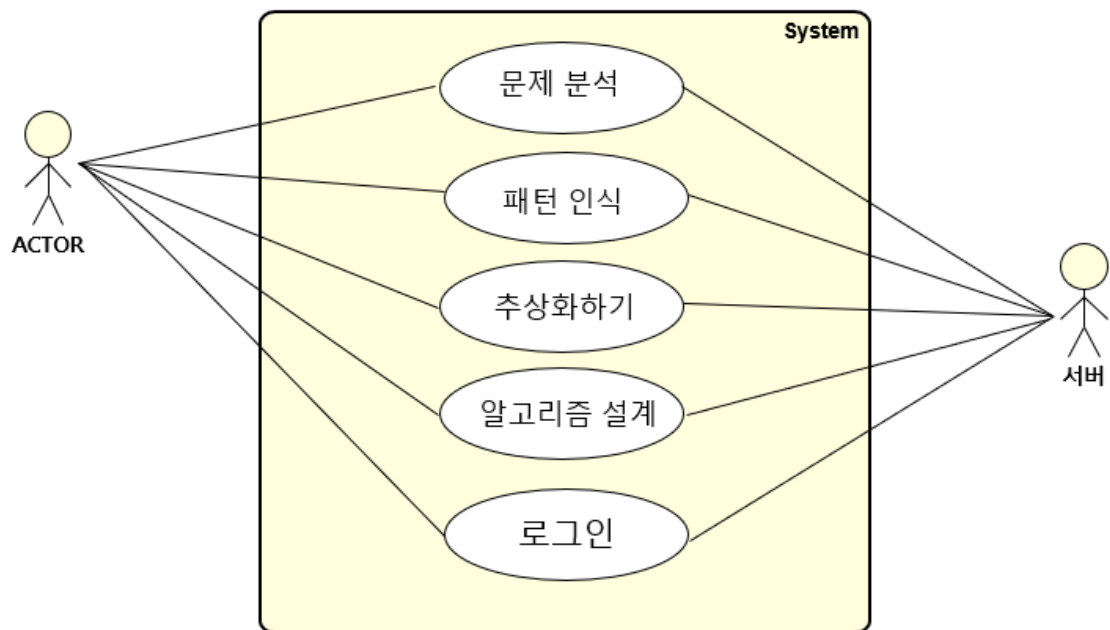 System
문제 분석
패턴 인식
ACTOR
추상화하기
서버
알고리즘 설계
로그인